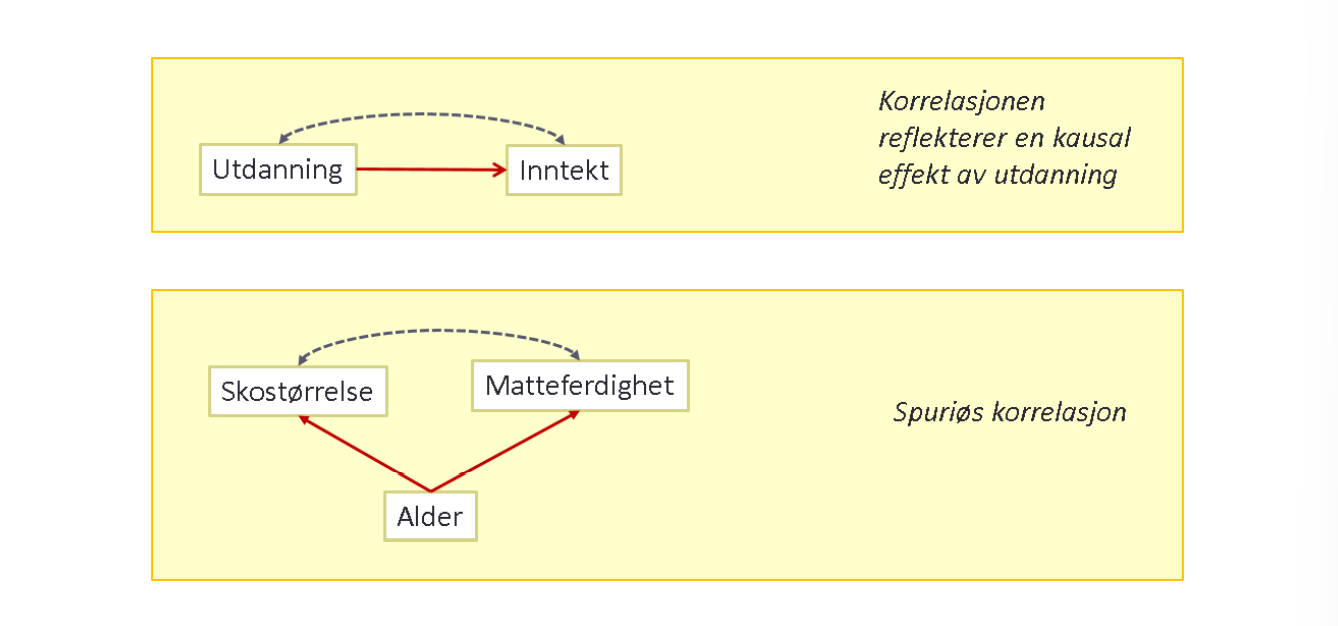 Korrelasjonen
reflekterer en kausal
effekt av utdanning
Utdanning
Inntekt
Skostørrelse
Matteferdighet
Spuriøs korrelasjon
Alder